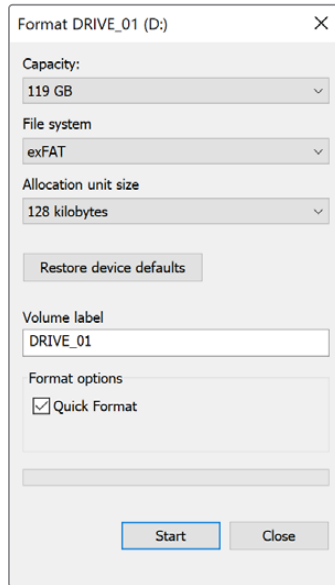 Format DRIVE_01 (D:)
Capacity:
119 GB
File system
exFAT
Allocation unit size
128 kilobytes
Restore device defaults
Volume label
DRIVE_01
Format options
Quick Format
Start Close